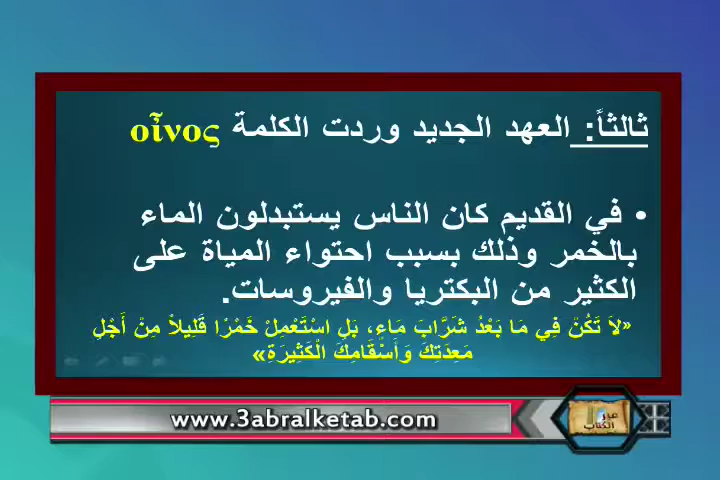 ثالثاً: العهد الجديد وردت الكلمة οἶνος
• في القديم كان الناس يستبدلون الماء
بالخمر وذلك بسبب احتواء المياة على
الكثير من البكتريا والفيروسات.
«لاَ تَكُنْ فِي مَا بَعْدُ شَرَّابَ مَاءٍ، بَلِ اسْتَعْمِلْ خَمْرًا قَلِيلاً مِنْ أَجْلِ
مَعِدَتِكَ وَأَسْقَامِكَ الْكَثِيرَةِ»
www.3abralketab.com
عبر
الكتاب